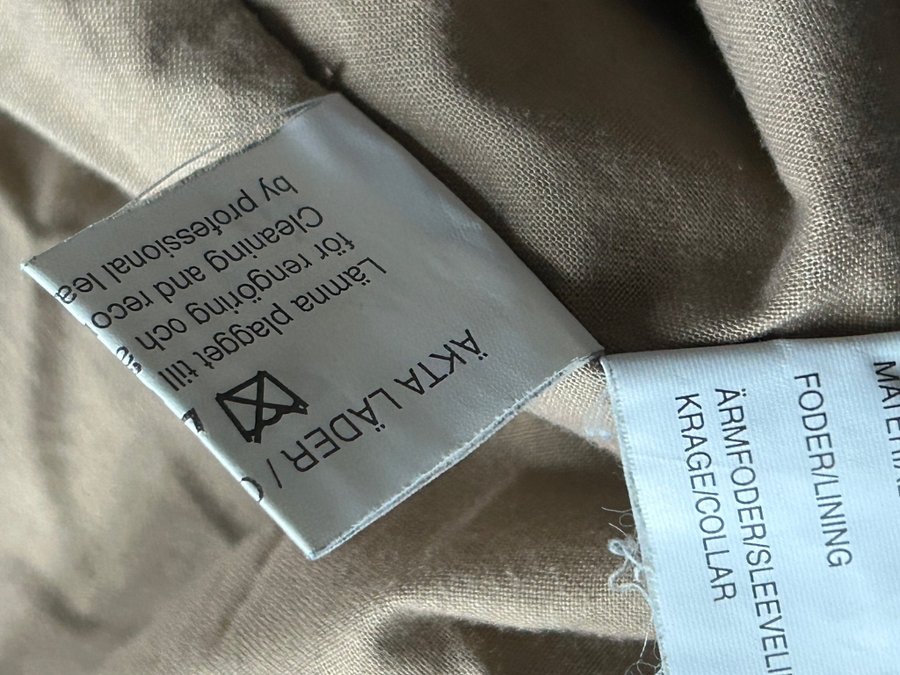 ÄKTA LÄDER /
Lämna plagget till
för rengöring och
Cleaning and reco
by professional lea
MATERIAL
FODER/LINING
ÄRMFODER/SLEEVELI
KRAGE/COLLAR